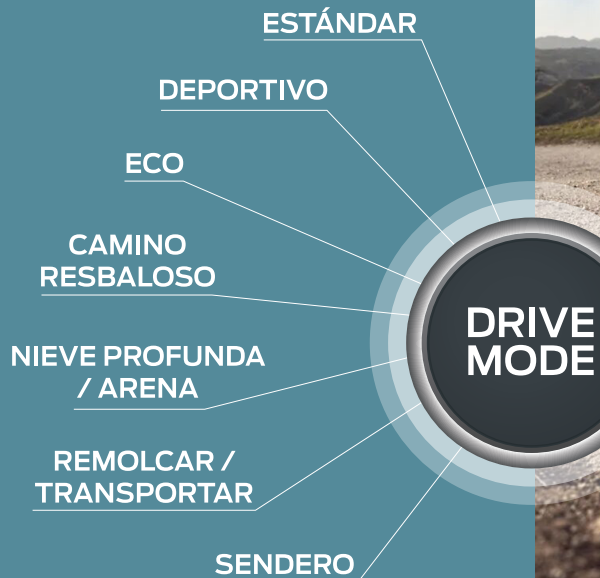 ESTÁNDAR
DEPORTIVO
ECO
CAMINO
RESBALOSO
NIEVE PROFUNDA
/ ARENA
REMOLCAR /
TRANSPORTAR
SENDERO
DRIVE
MODE